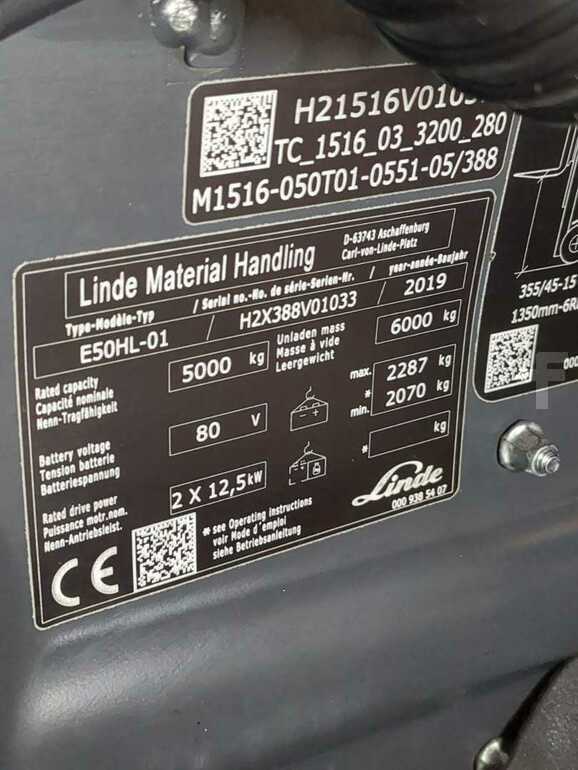 H21516V0103
TC_1516_03_3200_280
M1516-050T01-0551-05/388
Linde Material Handling
D-63743 Aschaffenburg
Carl-von-Linde-Platz
Type-Modèle-Typ / Serial no.-No. de série-Serien-Nr. / year-année-Baujahr
E50HL-01 / H2X388V01033 / 2019
Rated capacity
Capacité nominale
Nenn-Tragfähigkeit
5000 kg
Unladen mass
Masse à vide
Leergewicht
6000 kg
Battery voltage
Tension batterie
Batteriespannung
80 V
max. 2287 kg
* min. 2070
Rated drive power
Puissance motr.nom.
Nenn-Antriebsleist.
2 X 12,5 kW
* kg
CE
* see Operating instructions
voir Mode d'emploi
siehe Betriebsanleitung
Linde
000 938 54 07
355/45-15
1350mm-6R
000